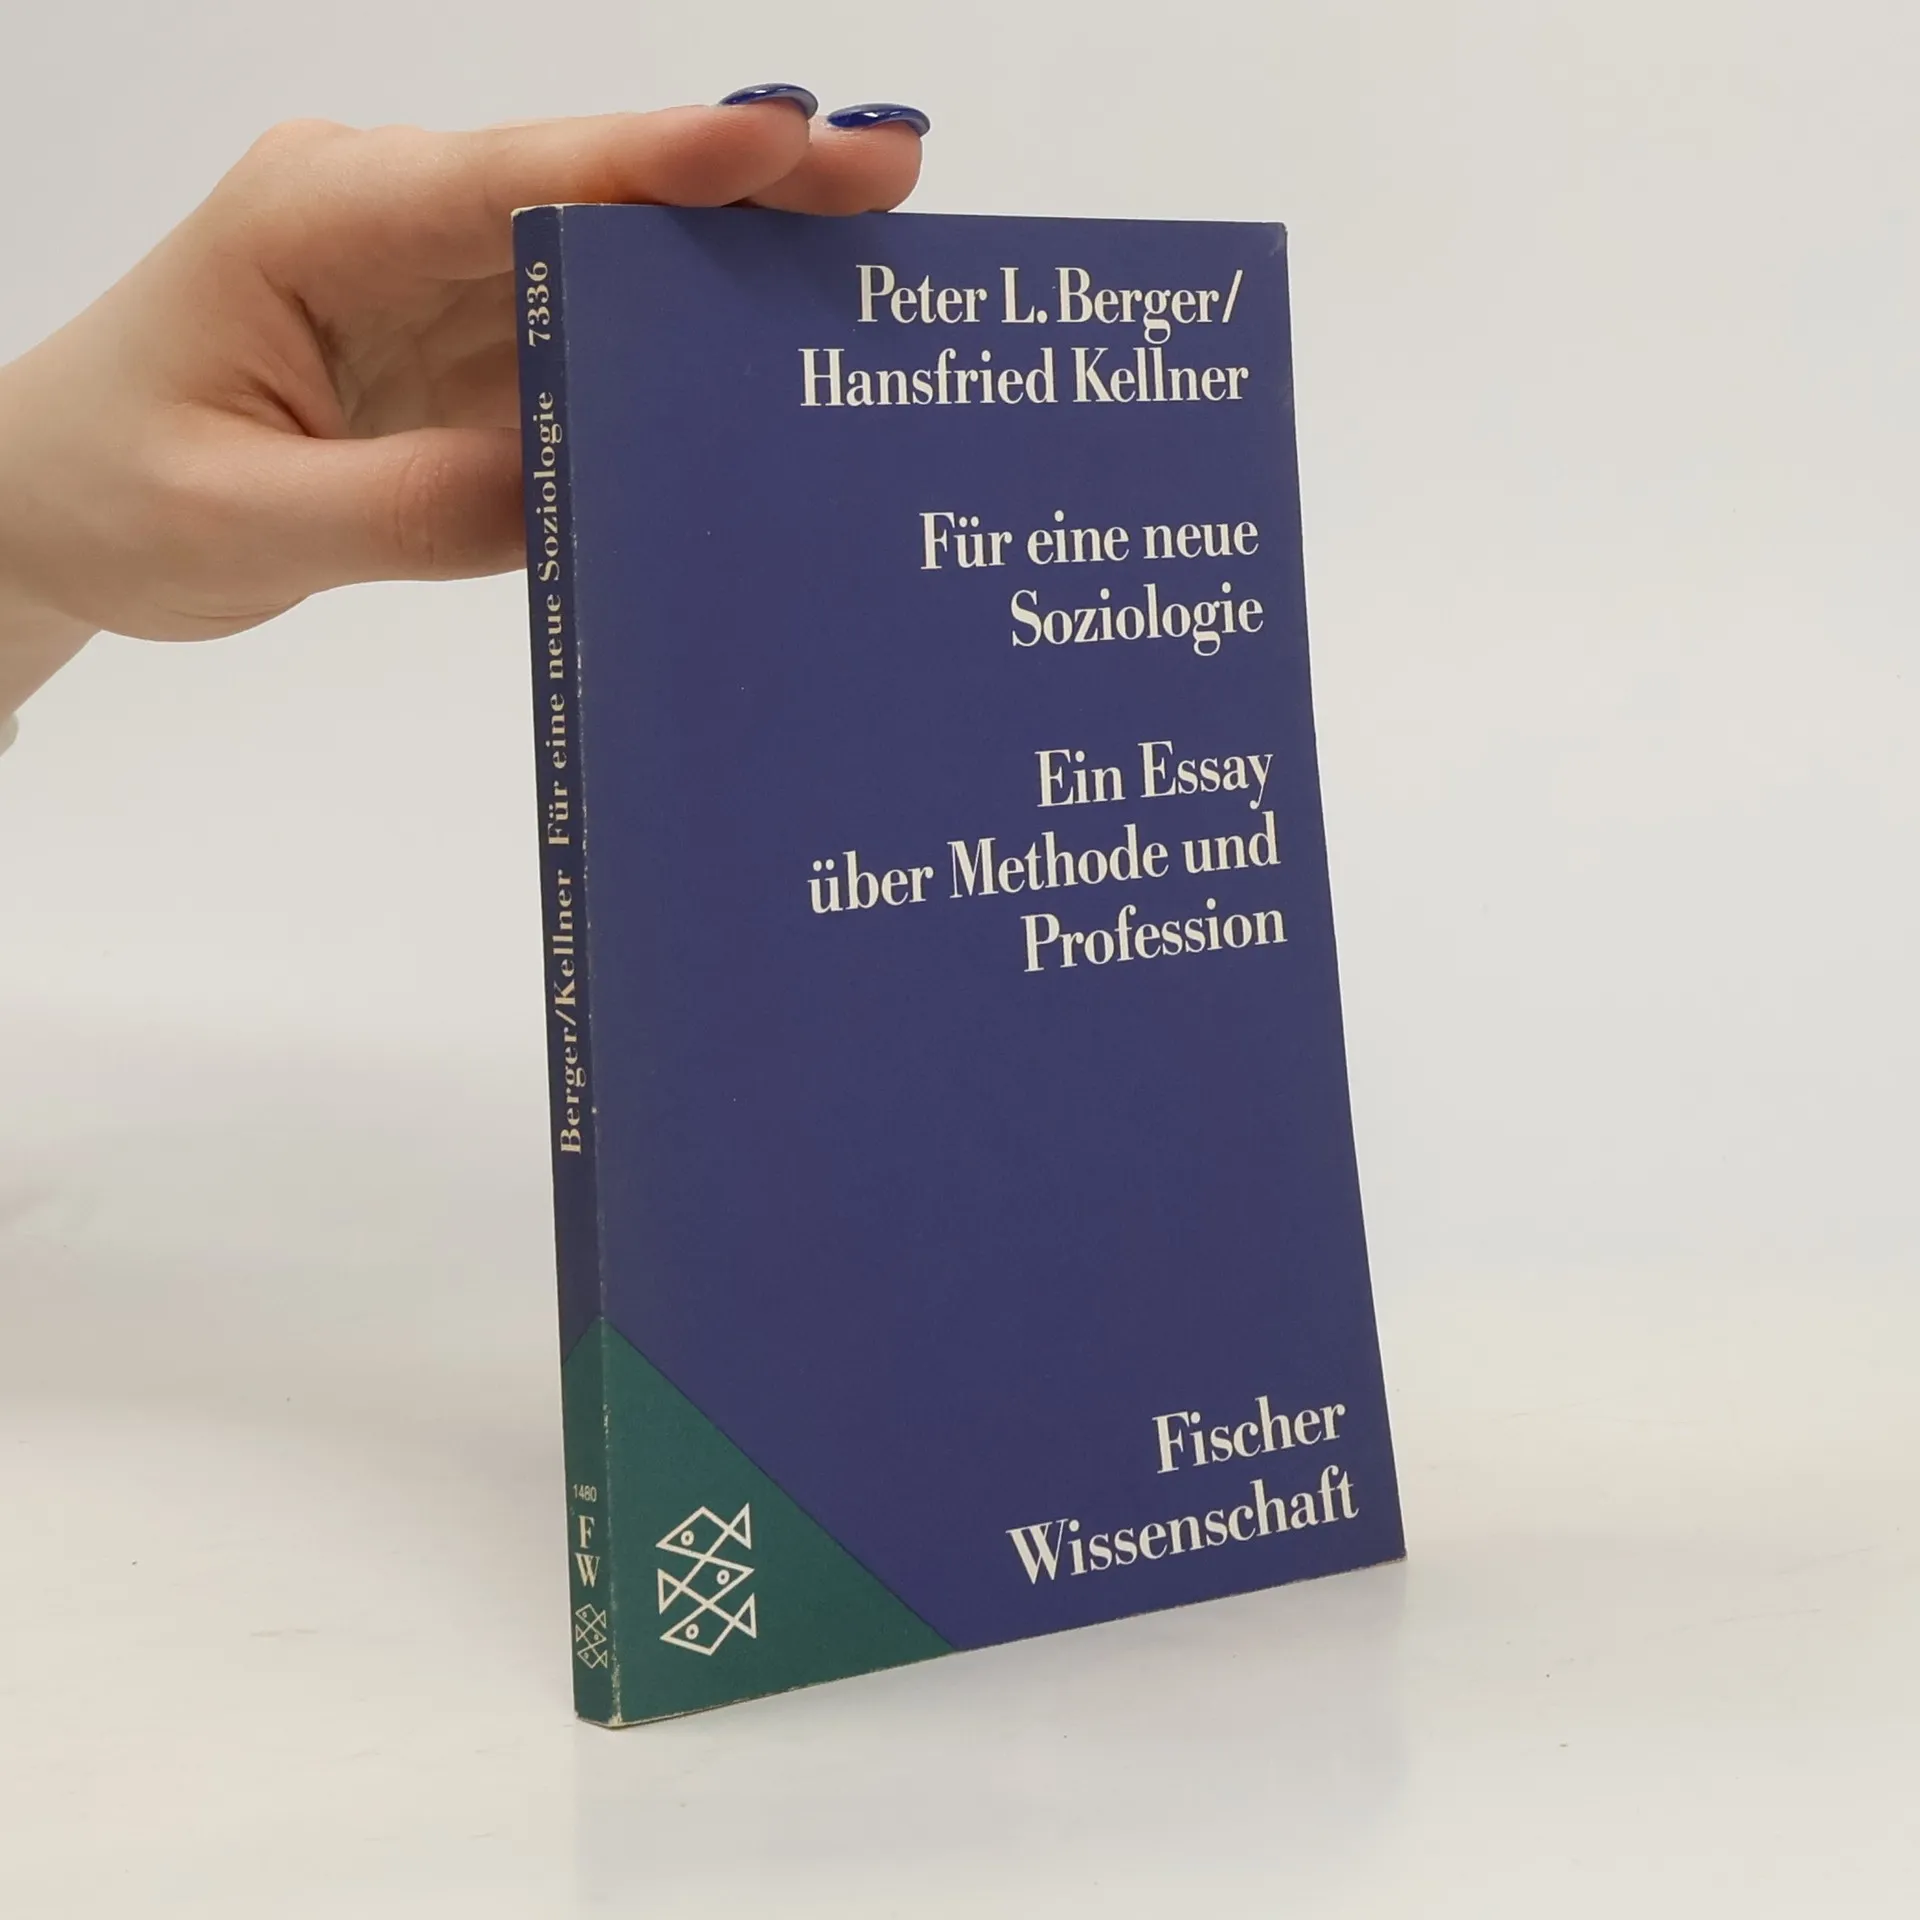 Peter L. Berger/
Hansfried Kellner
Für eine neue
Soziologie
Ein Essay
über Methode und
Profession
Fischer
Wissenschaft
Berger/Kellner Für eine neue Soziologie 7336
1480
F
W